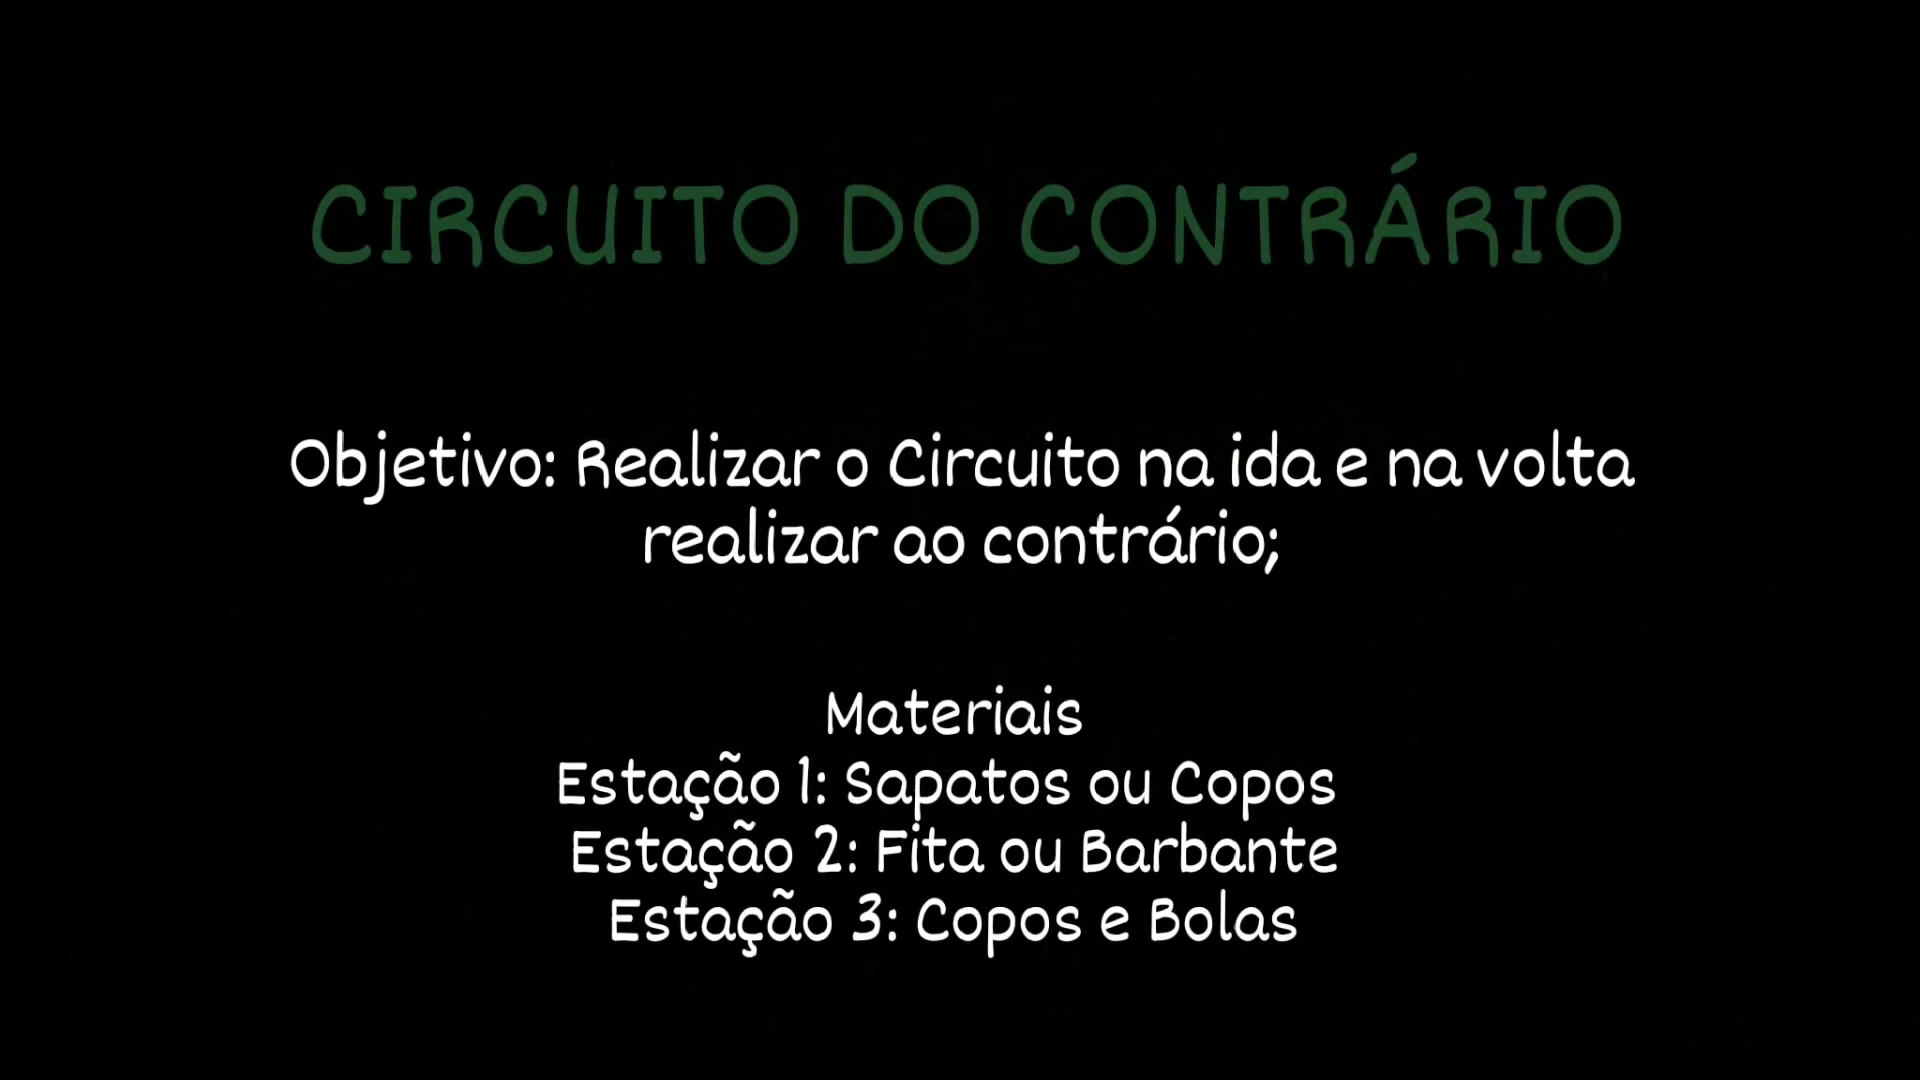 CIRCUITO DO CONTRÁRIO
Objetivo: Realizar o Circuito na ida e na volta
realizar ao contrário;
Materiais
Estação 1: Sapatos ou Copos
Estação 2: Fita ou Barbante
Estação 3: Copos e Bolas